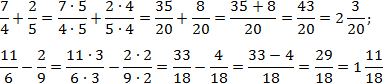 7/4 + 2/5 = 7 · 5/4 · 5 + 2 · 4/5 · 4 = 35/20 + 8/20 = 35 + 8/20 = 43/20 = 2 3/20;
11/6 − 2/9 = 11 · 3/6 · 3 − 2 · 2/9 · 2 = 33/18 − 4/18 = 33 − 4/18 = 29/18 = 1 11/18